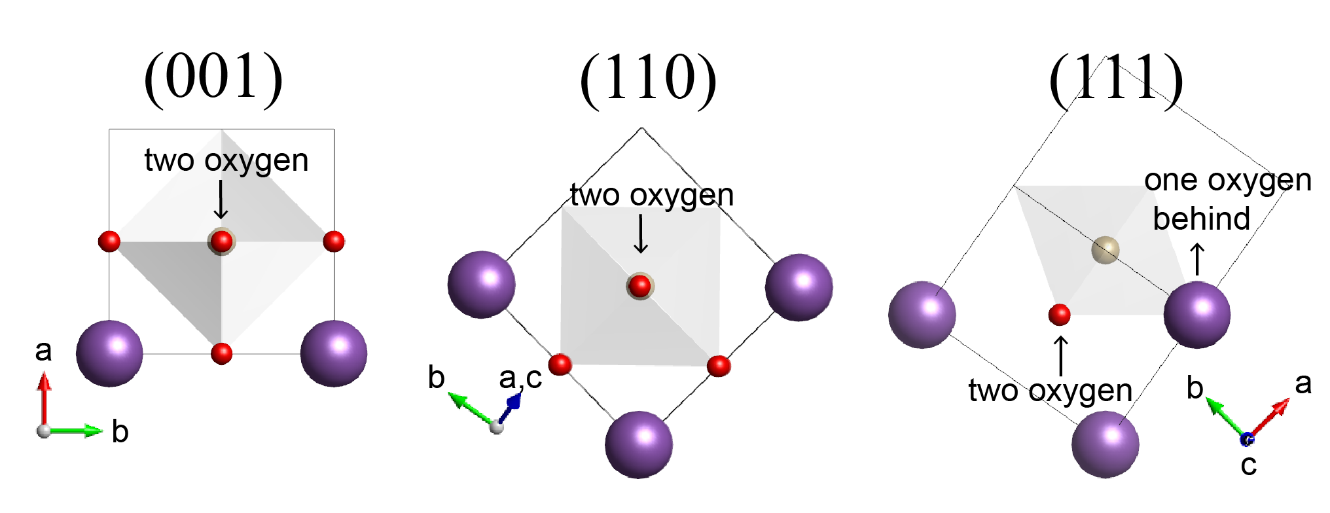 (001)
two oxygen
a
b
(110)
two oxygen
b
a,c
(111)
one oxygen
behind
two oxygen
b
a
c